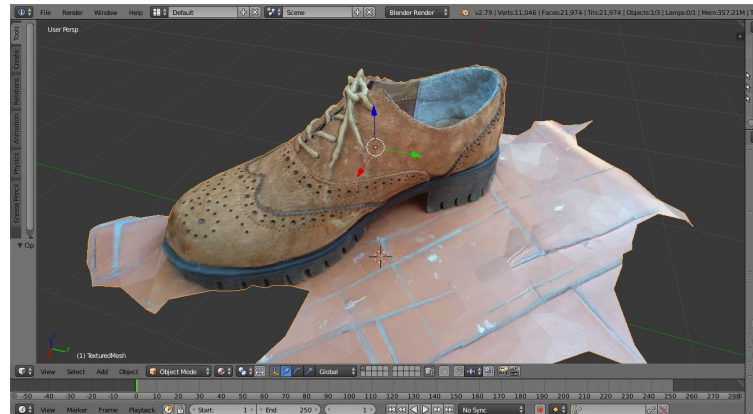 File Render Window Help Default Scene Blender Render v2.79 | Verts:11,046 | Faces:21,974 | Tris:21,974 | Objects:1/3 | Lamps:0/1 | Mem:357.21M | T
User Persp
Tools
Create
Relations
Animation
Physics
Grease Pencil
▼ Op
(1) TexturedMesh
View Select Add Object Object Mode Global
-50 -40 -30 -20 -10 0 10 20 30 40 50 60 70 80 90 100 110 120 130 140 150 160 170 180 190 200 210 220 230 240 250 260 270 280
View Marker Frame Playback Start: 1 End: 250 1 No Sync